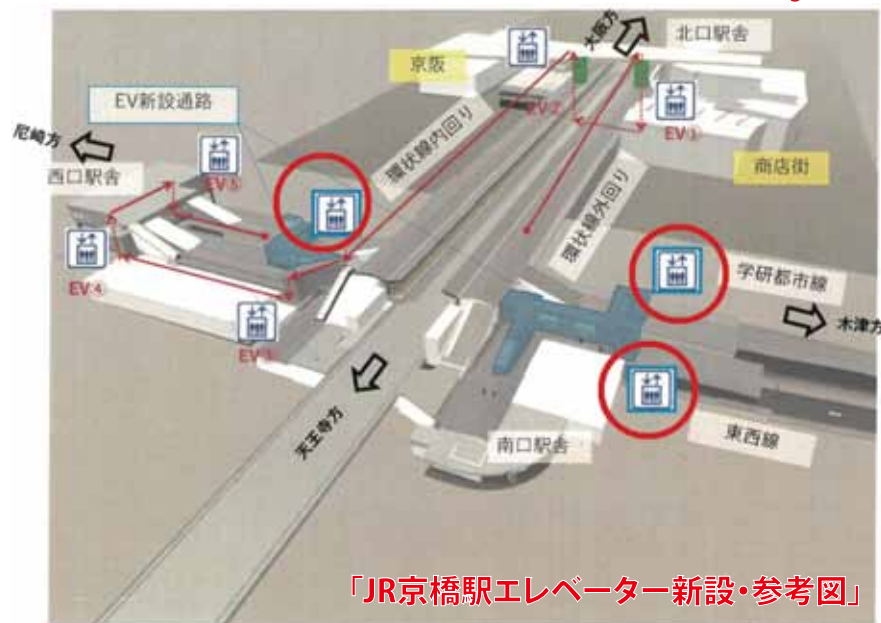 大阪方
北口駅舎
京阪
EV新設通路
環状線内回り
EV②
EV①
尼崎方
西口駅舎
EV⑤
商店街
環状線外回り
EV④
学研都市線
木津方
EV③
天王寺方
東西線
南口駅舎
「JR京橋駅エレベーター新設・参考図」